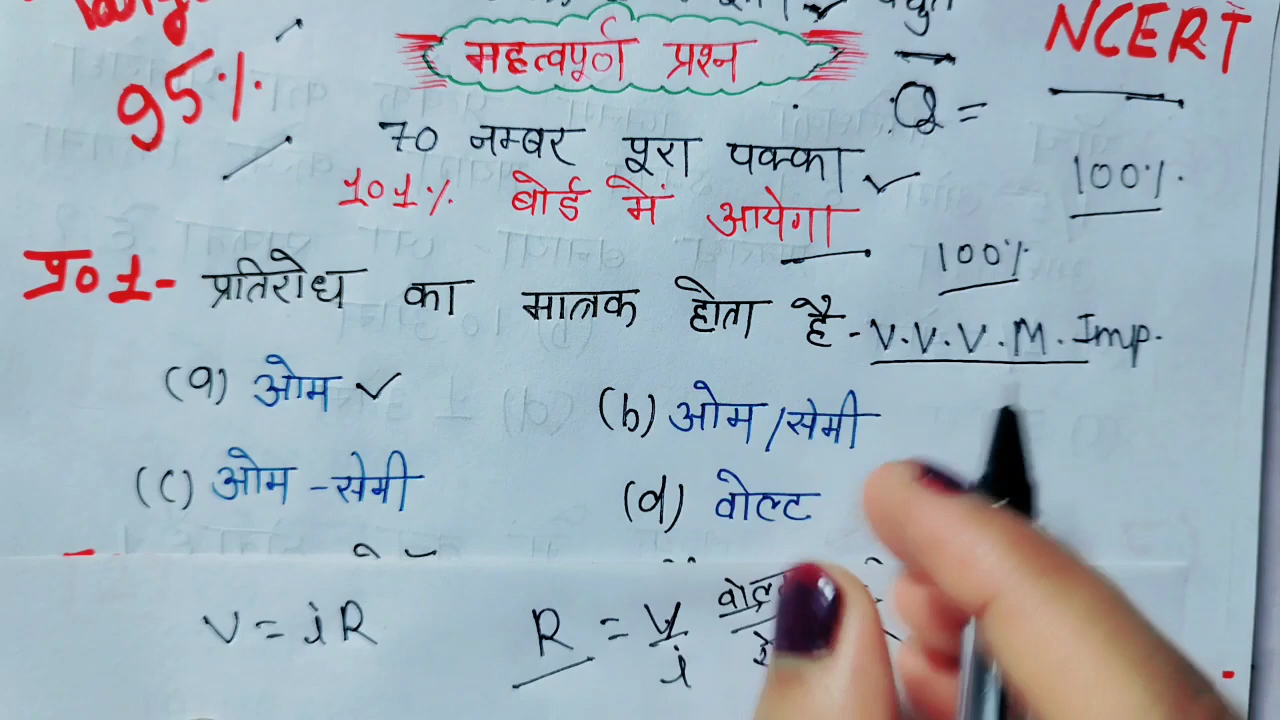 NCERT
महत्वपूर्ण प्रश्न
95%
Q =
70 नम्बर पूरा पक्का
100%
101% बोर्ड में आयेगा
100%
प्र० 1- प्रतिरोध का मात्रक होता है- V.V.V.M. Imp.
(a) ओम ✓
(b) ओम/सेमी
(c) ओम -सेमी
(d) वोल्ट
V = iR
R = V/i